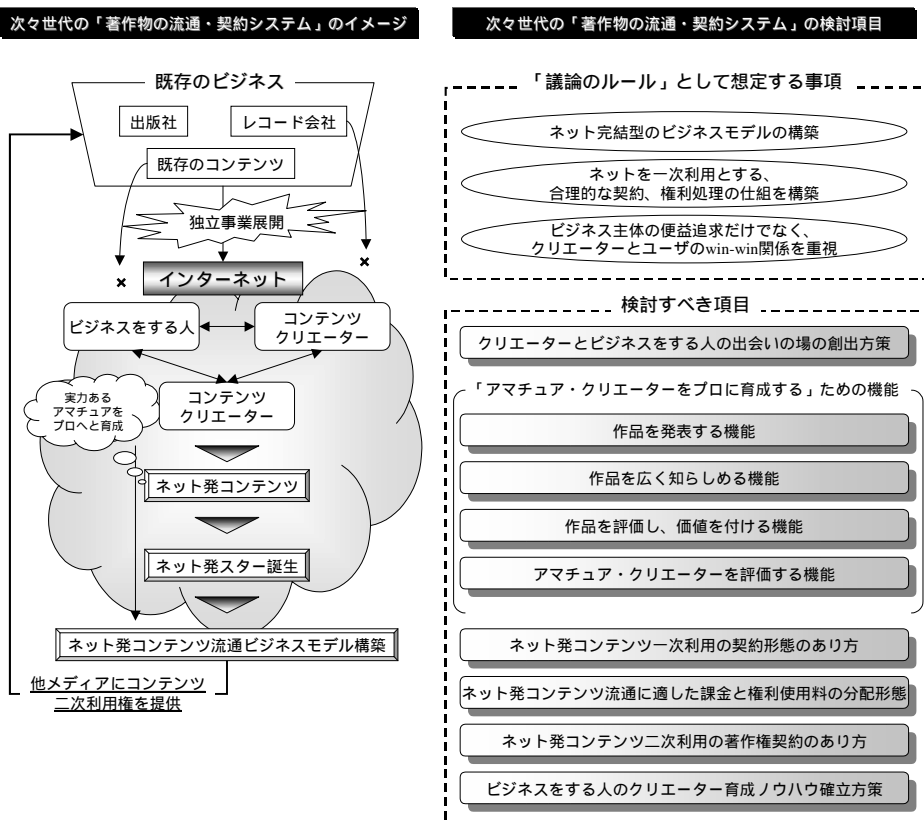 次々世代の「著作物の流通・契約システム」のイメージ
既存のビジネス
出版社
レコード会社
既存のコンテンツ
独立事業展開
×
×
インターネット
ビジネスをする人
コンテンツ
クリエーター
実力ある
アマチュアを
プロへと育成
コンテンツ
クリエーター
ネット発コンテンツ
ネット発スター誕生
ネット発コンテンツ流通ビジネスモデル構築
他メディアにコンテンツ
二次利用権を提供
次々世代の「著作物の流通・契約システム」の検討項目
「議論のルール」として想定する事項
ネット完結型のビジネスモデルの構築
ネットを一次利用とする、
合理的な契約、権利処理の仕組を構築
ビジネス主体の便益追求だけでなく、
クリエーターとユーザのwin-win関係を重視
検討すべき項目
クリエーターとビジネスをする人の出会いの場の創出方策
「アマチュア・クリエーターをプロに育成する」ための機能
作品を発表する機能
作品を広く知らしめる機能
作品を評価し、価値を付ける機能
アマチュア・クリエーターを評価する機能
ネット発コンテンツ一次利用の契約形態のあり方
ネット発コンテンツ流通に適した課金と権利使用料の分配形態
ネット発コンテンツ二次利用の著作権契約のあり方
ビジネスをする人のクリエーター育成ノウハウ確立方策